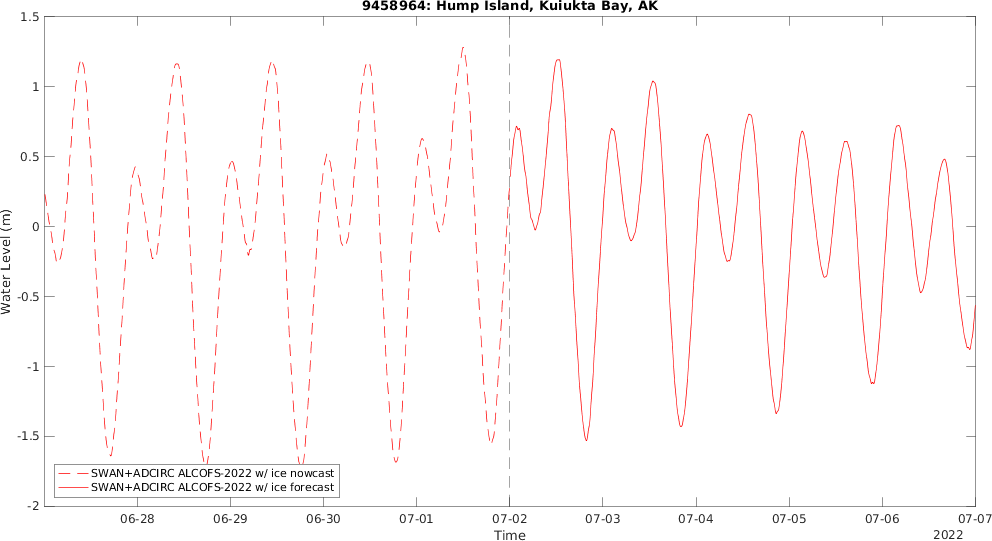 9458964: Hump Island, Kuiukta Bay, AK
1.5
1
0.5
0
-0.5
-1
-1.5
-2
Water Level (m)
SWAN+ADCIRC ALCOFS-2022 w/ ice nowcast
SWAN+ADCIRC ALCOFS-2022 w/ ice forecast
06-28 06-29 06-30 07-01 07-02 07-03 07-04 07-05 07-06 07-07
Time
2022